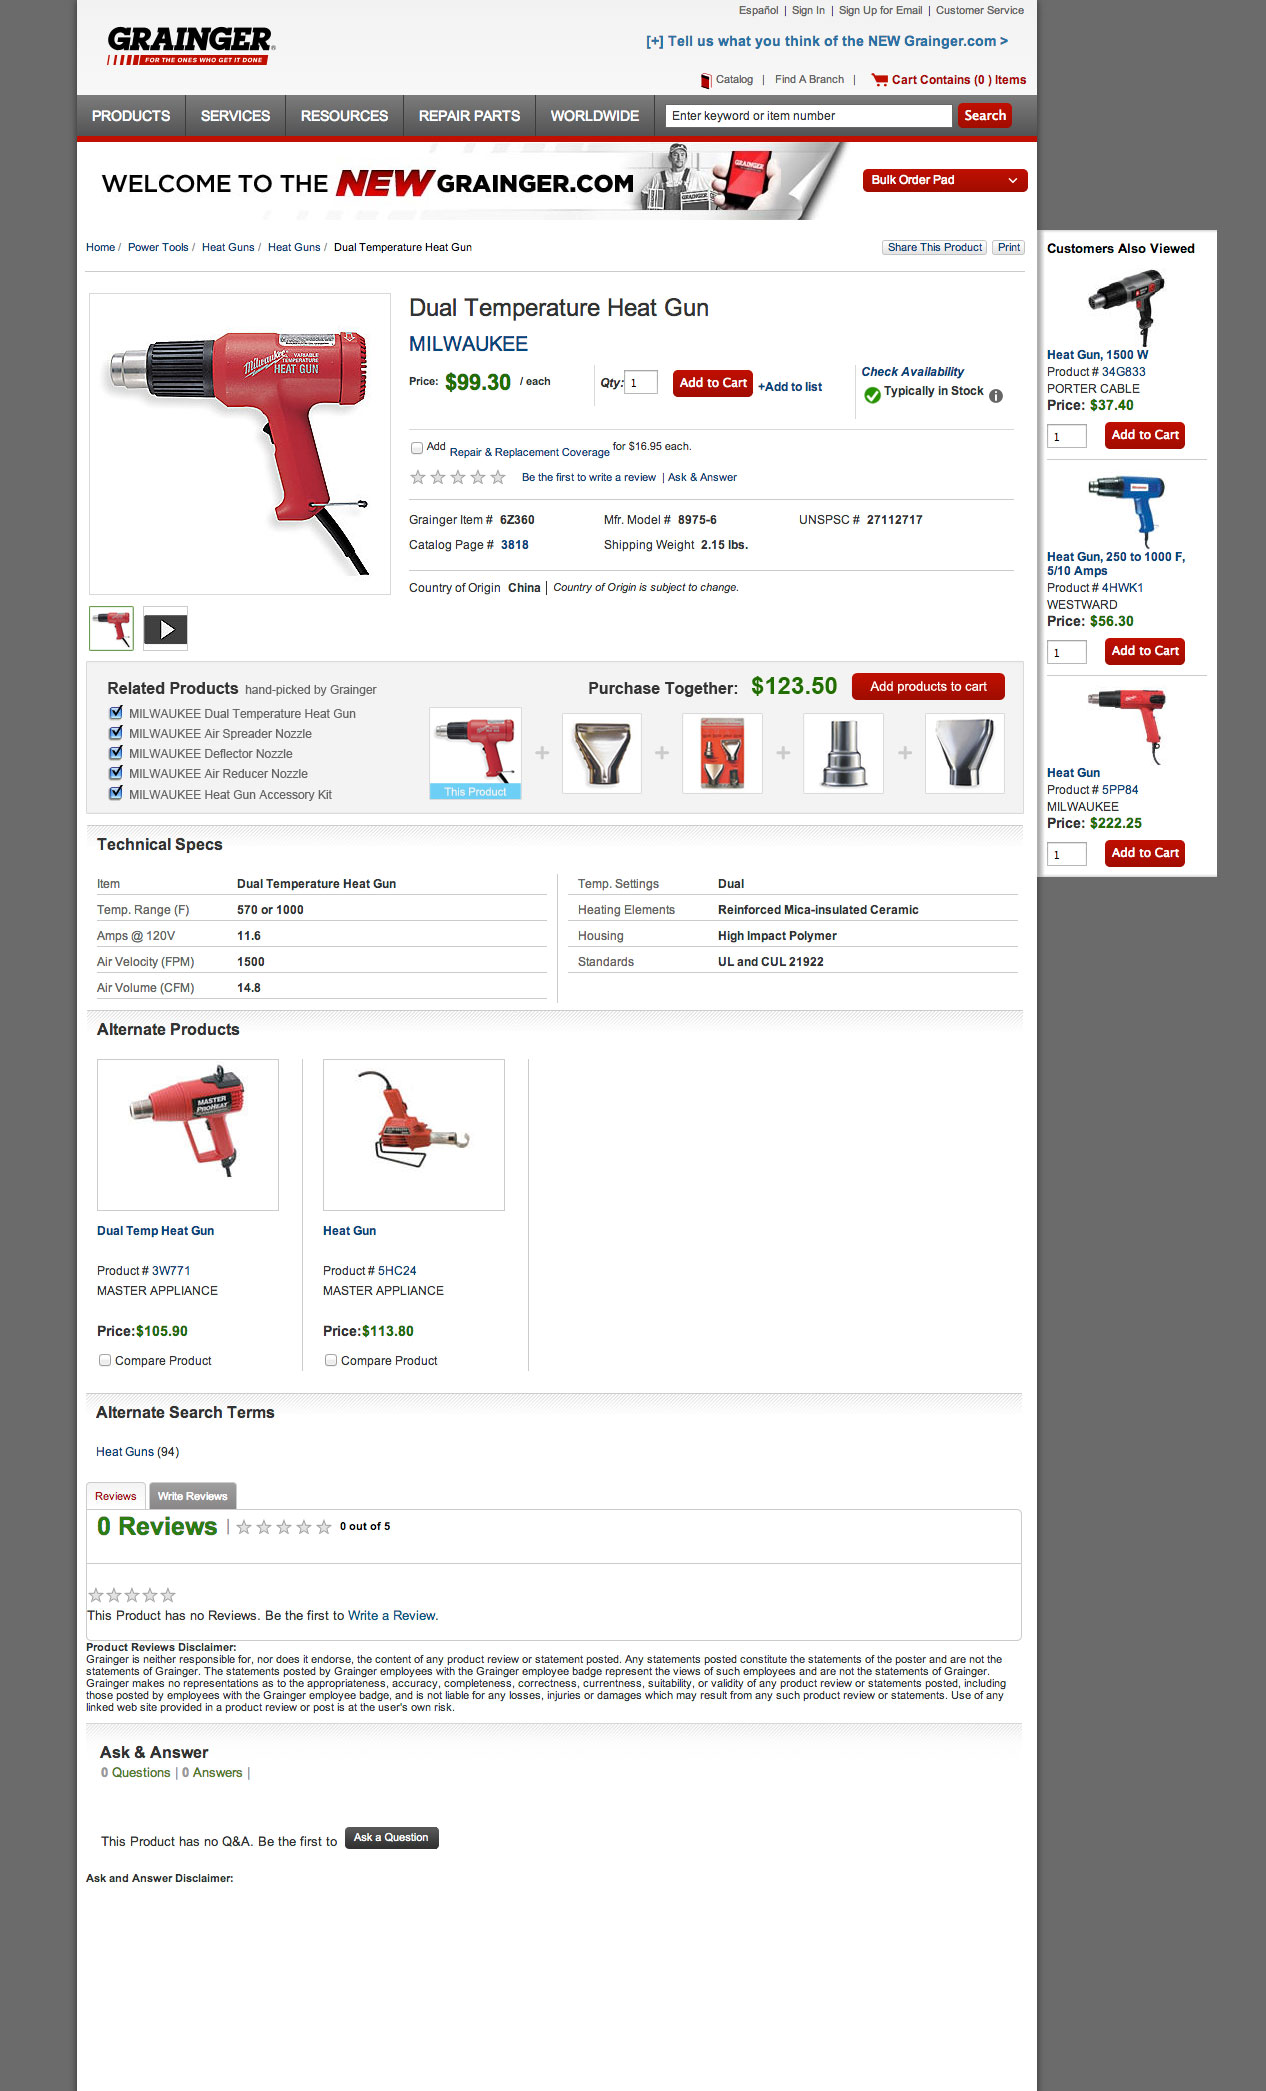 Español | Sign In | Sign Up for Email | Customer Service
GRAINGER
FOR THE ONES WHO GET IT DONE
[+] Tell us what you think of the NEW Grainger.com >
Catalog | Find A Branch | Cart Contains (0 ) Items
PRODUCTS SERVICES RESOURCES REPAIR PARTS WORLDWIDE Enter keyword or item number Search
WELCOME TO THE NEW GRAINGER.COM
GRAINGER
GRAINGER
Bulk Order Pad
Home / Power Tools / Heat Guns / Heat Guns / Dual Temperature Heat Gun
Share This Product Print
Milwaukee VARIABLE TEMPERATURE HEAT GUN
Dual Temperature Heat Gun
MILWAUKEE
Price: $99.30 / each
Qty: 1 Add to Cart +Add to list
Check Availability
Typically in Stock
Add Repair & Replacement Coverage for $16.95 each.
Be the first to write a review | Ask & Answer
Grainger Item # 6Z360 Mfr. Model # 8975-6 UNSPSC # 27112717
Catalog Page # 3818 Shipping Weight 2.15 lbs.
Country of Origin China | Country of Origin is subject to change.
Customers Also Viewed
Heat Gun, 1500 W
Product # 34G833
PORTER CABLE
Price: $37.40
1 Add to Cart
Heat Gun, 250 to 1000 F,
5/10 Amps
Product # 4HWK1
WESTWARD
Price: $56.30
1 Add to Cart
Heat Gun
Product # 5PP84
MILWAUKEE
Price: $222.25
1 Add to Cart
Related Products hand-picked by Grainger
MILWAUKEE Dual Temperature Heat Gun
MILWAUKEE Air Spreader Nozzle
MILWAUKEE Deflector Nozzle
MILWAUKEE Air Reducer Nozzle
MILWAUKEE Heat Gun Accessory Kit
Purchase Together: $123.50 Add products to cart
This Product
Technical Specs
Item Dual Temperature Heat Gun
Temp. Range (F) 570 or 1000
Amps @ 120V 11.6
Air Velocity (FPM) 1500
Air Volume (CFM) 14.8
Temp. Settings Dual
Heating Elements Reinforced Mica-insulated Ceramic
Housing High Impact Polymer
Standards UL and CUL 21922
Alternate Products
MASTER
PROHEAT
Dual Temp Heat Gun
Product # 3W771
MASTER APPLIANCE
Price:$105.90
Compare Product
Heat Gun
Product # 5HC24
MASTER APPLIANCE
Price:$113.80
Compare Product
Alternate Search Terms
Heat Guns (94)
Reviews Write Reviews
0 Reviews | 0 out of 5
This Product has no Reviews. Be the first to Write a Review.
Product Reviews Disclaimer:
Grainger is neither responsible for, nor does it endorse, the content of any product review or statement posted. Any statements posted constitute the statements of the poster and are not the
statements of Grainger. The statements posted by Grainger employees with the Grainger employee badge represent the views of such employees and are not the statements of Grainger.
Grainger makes no representations as to the appropriateness, accuracy, completeness, correctness, currentness, suitability, or validity of any product review or statements posted, including
those posted by employees with the Grainger employee badge, and is not liable for any losses, injuries or damages which may result from any such product review or statements. Use of any
linked web site provided in a product review or post is at the user's own risk.
Ask & Answer
0 Questions | 0 Answers |
This Product has no Q&A. Be the first to Ask a Question
Ask and Answer Disclaimer: